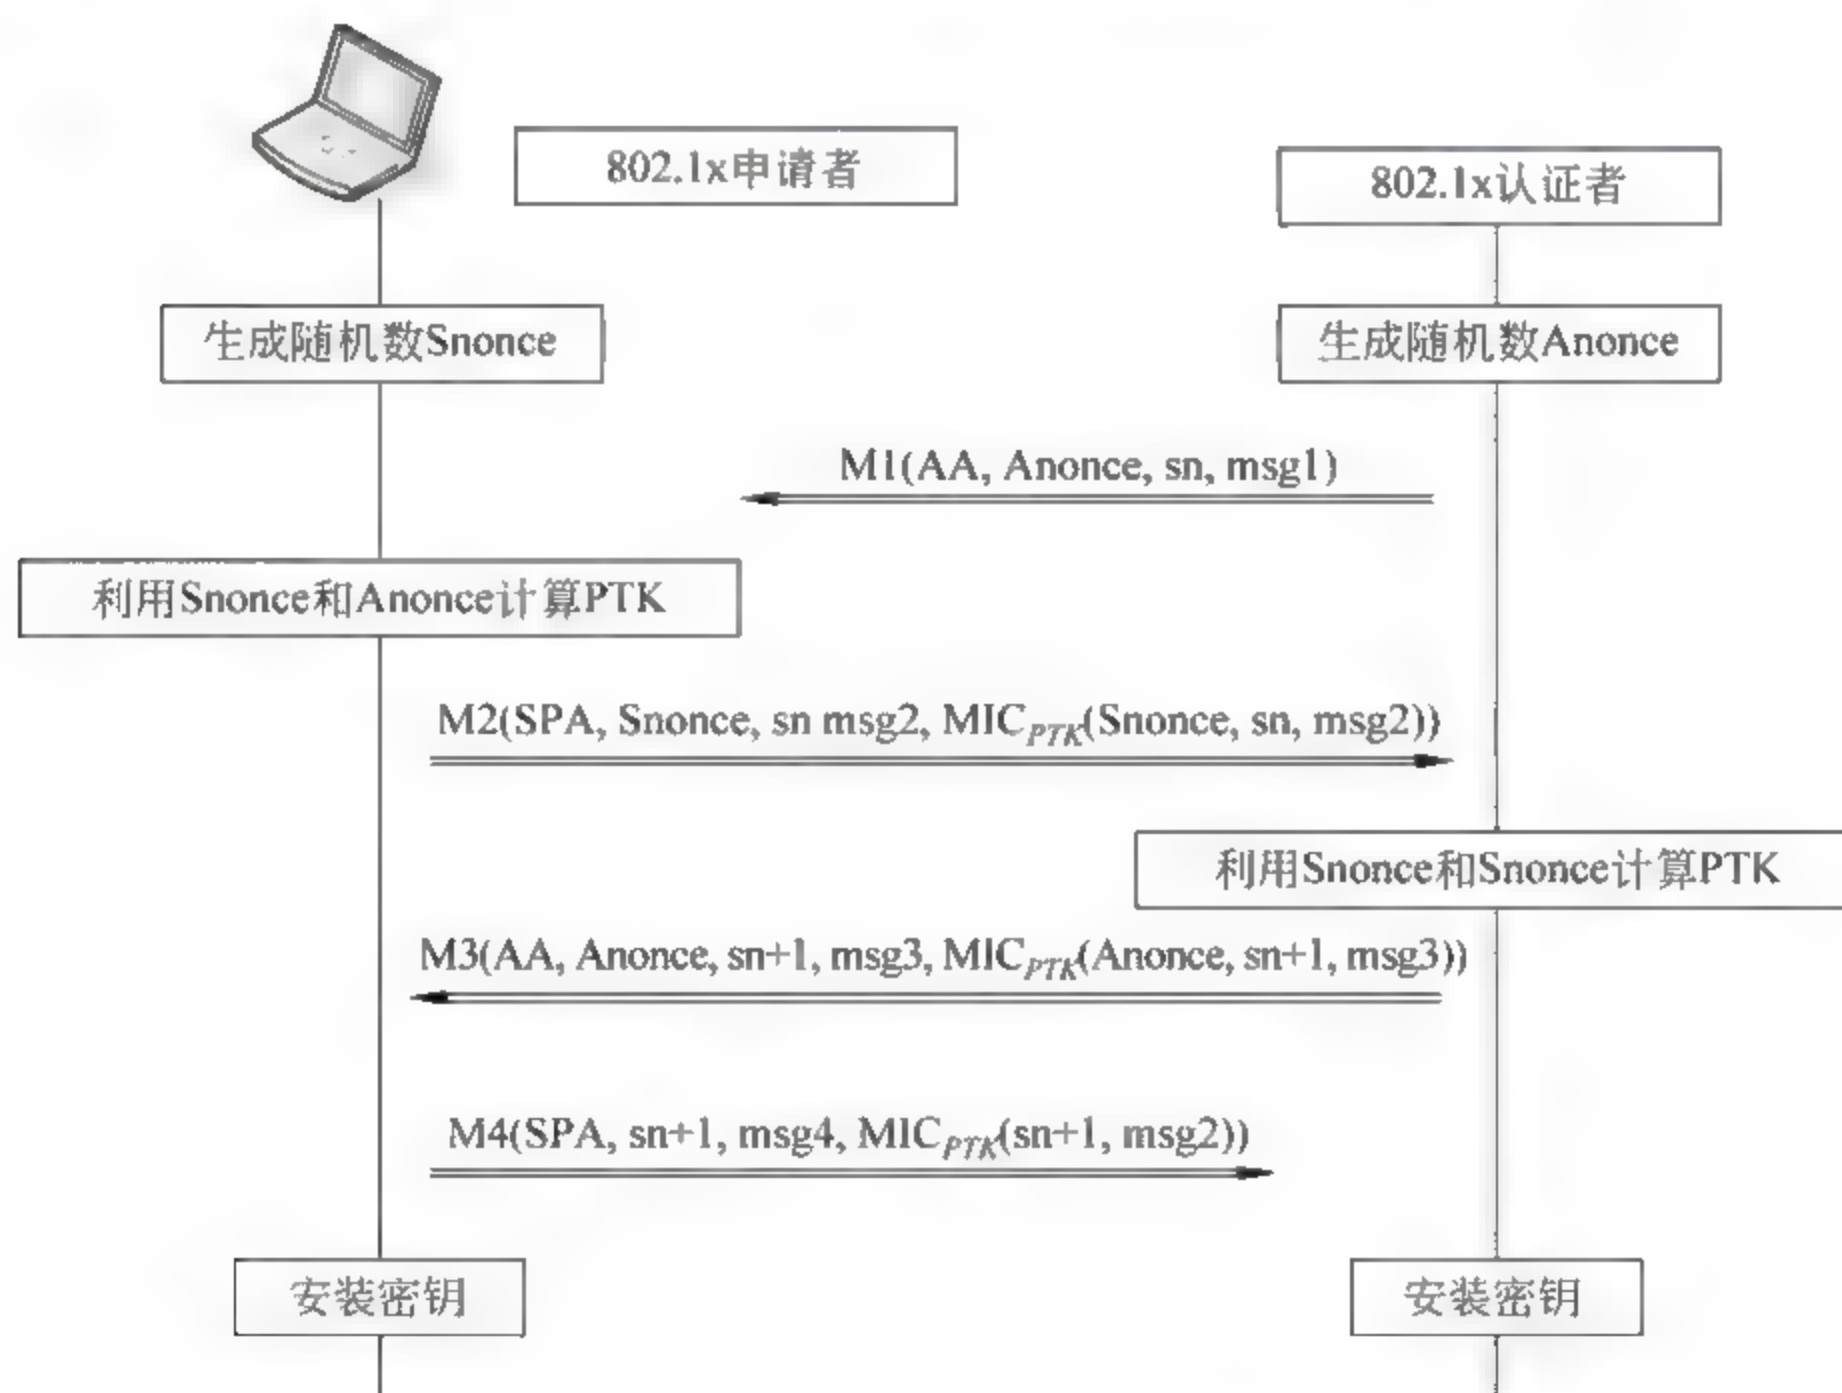 802.1x申请者
802.1x认证者
生成随机数Snonce
生成随机数Anonce
M1(AA, Anonce, sn, msg1)
利用Snonce和Anonce计算PTK
M2(SPA, Snonce, sn msg2, MICPTK(Snonce, sn, msg2))
利用Snonce和Snonce计算PTK
M3(AA, Anonce, sn+1, msg3, MICPTK(Anonce, sn+1, msg3))
M4(SPA, sn+1, msg4, MICPTK(sn+1, msg2))
安装密钥
安装密钥